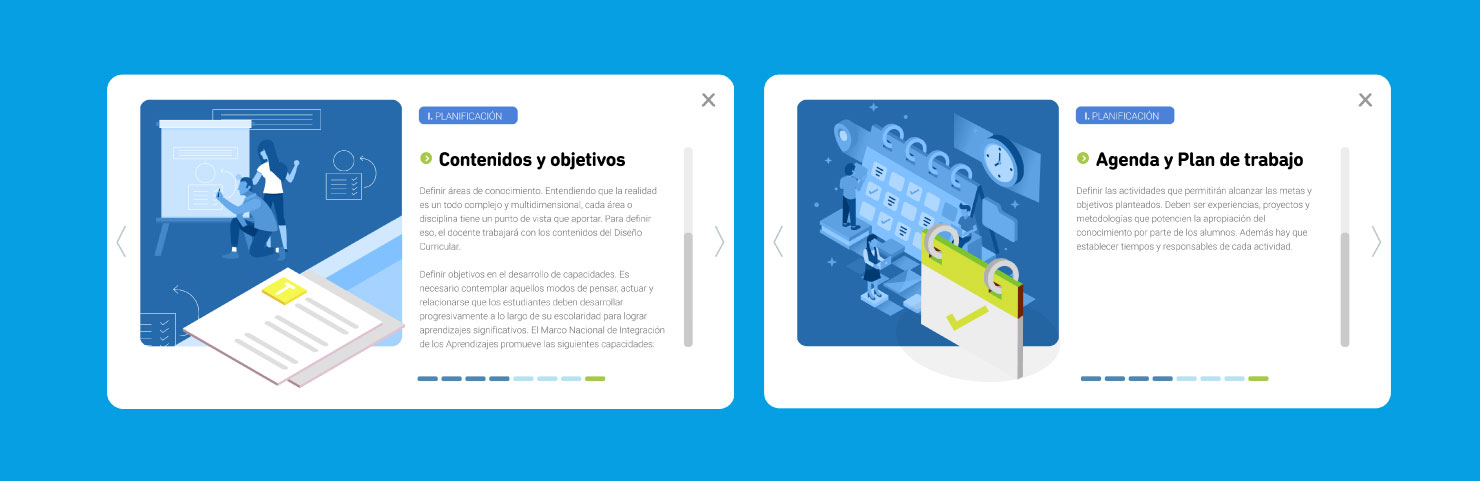 I. PLANIFICACIÓN
Contenidos y objetivos
Definir áreas de conocimiento. Entendiendo que la realidad
es un todo complejo y multidimensional, cada área o
disciplina tiene un punto de vista que aportar. Para definir
eso, el docente trabajará con los contenidos del Diseño
Curricular.
Definir objetivos en el desarrollo de capacidades. Es
necesario contemplar aquellos modos de pensar, actuar y
relacionarse que los estudiantes deben desarrollar
progresivamente a lo largo de su escolaridad para lograr
aprendizajes significativos. El Marco Nacional de Integración
de los Aprendizajes promueve las siguientes capacidades:
I. PLANIFICACIÓN
Agenda y Plan de trabajo
Definir las actividades que permitirán alcanzar las metas y
objetivos planteados. Deben ser experiencias, proyectos y
metodologías que potencien la apropiación del
conocimiento por parte de los alumnos. Además hay que
establecer tiempos y responsables de cada actividad.